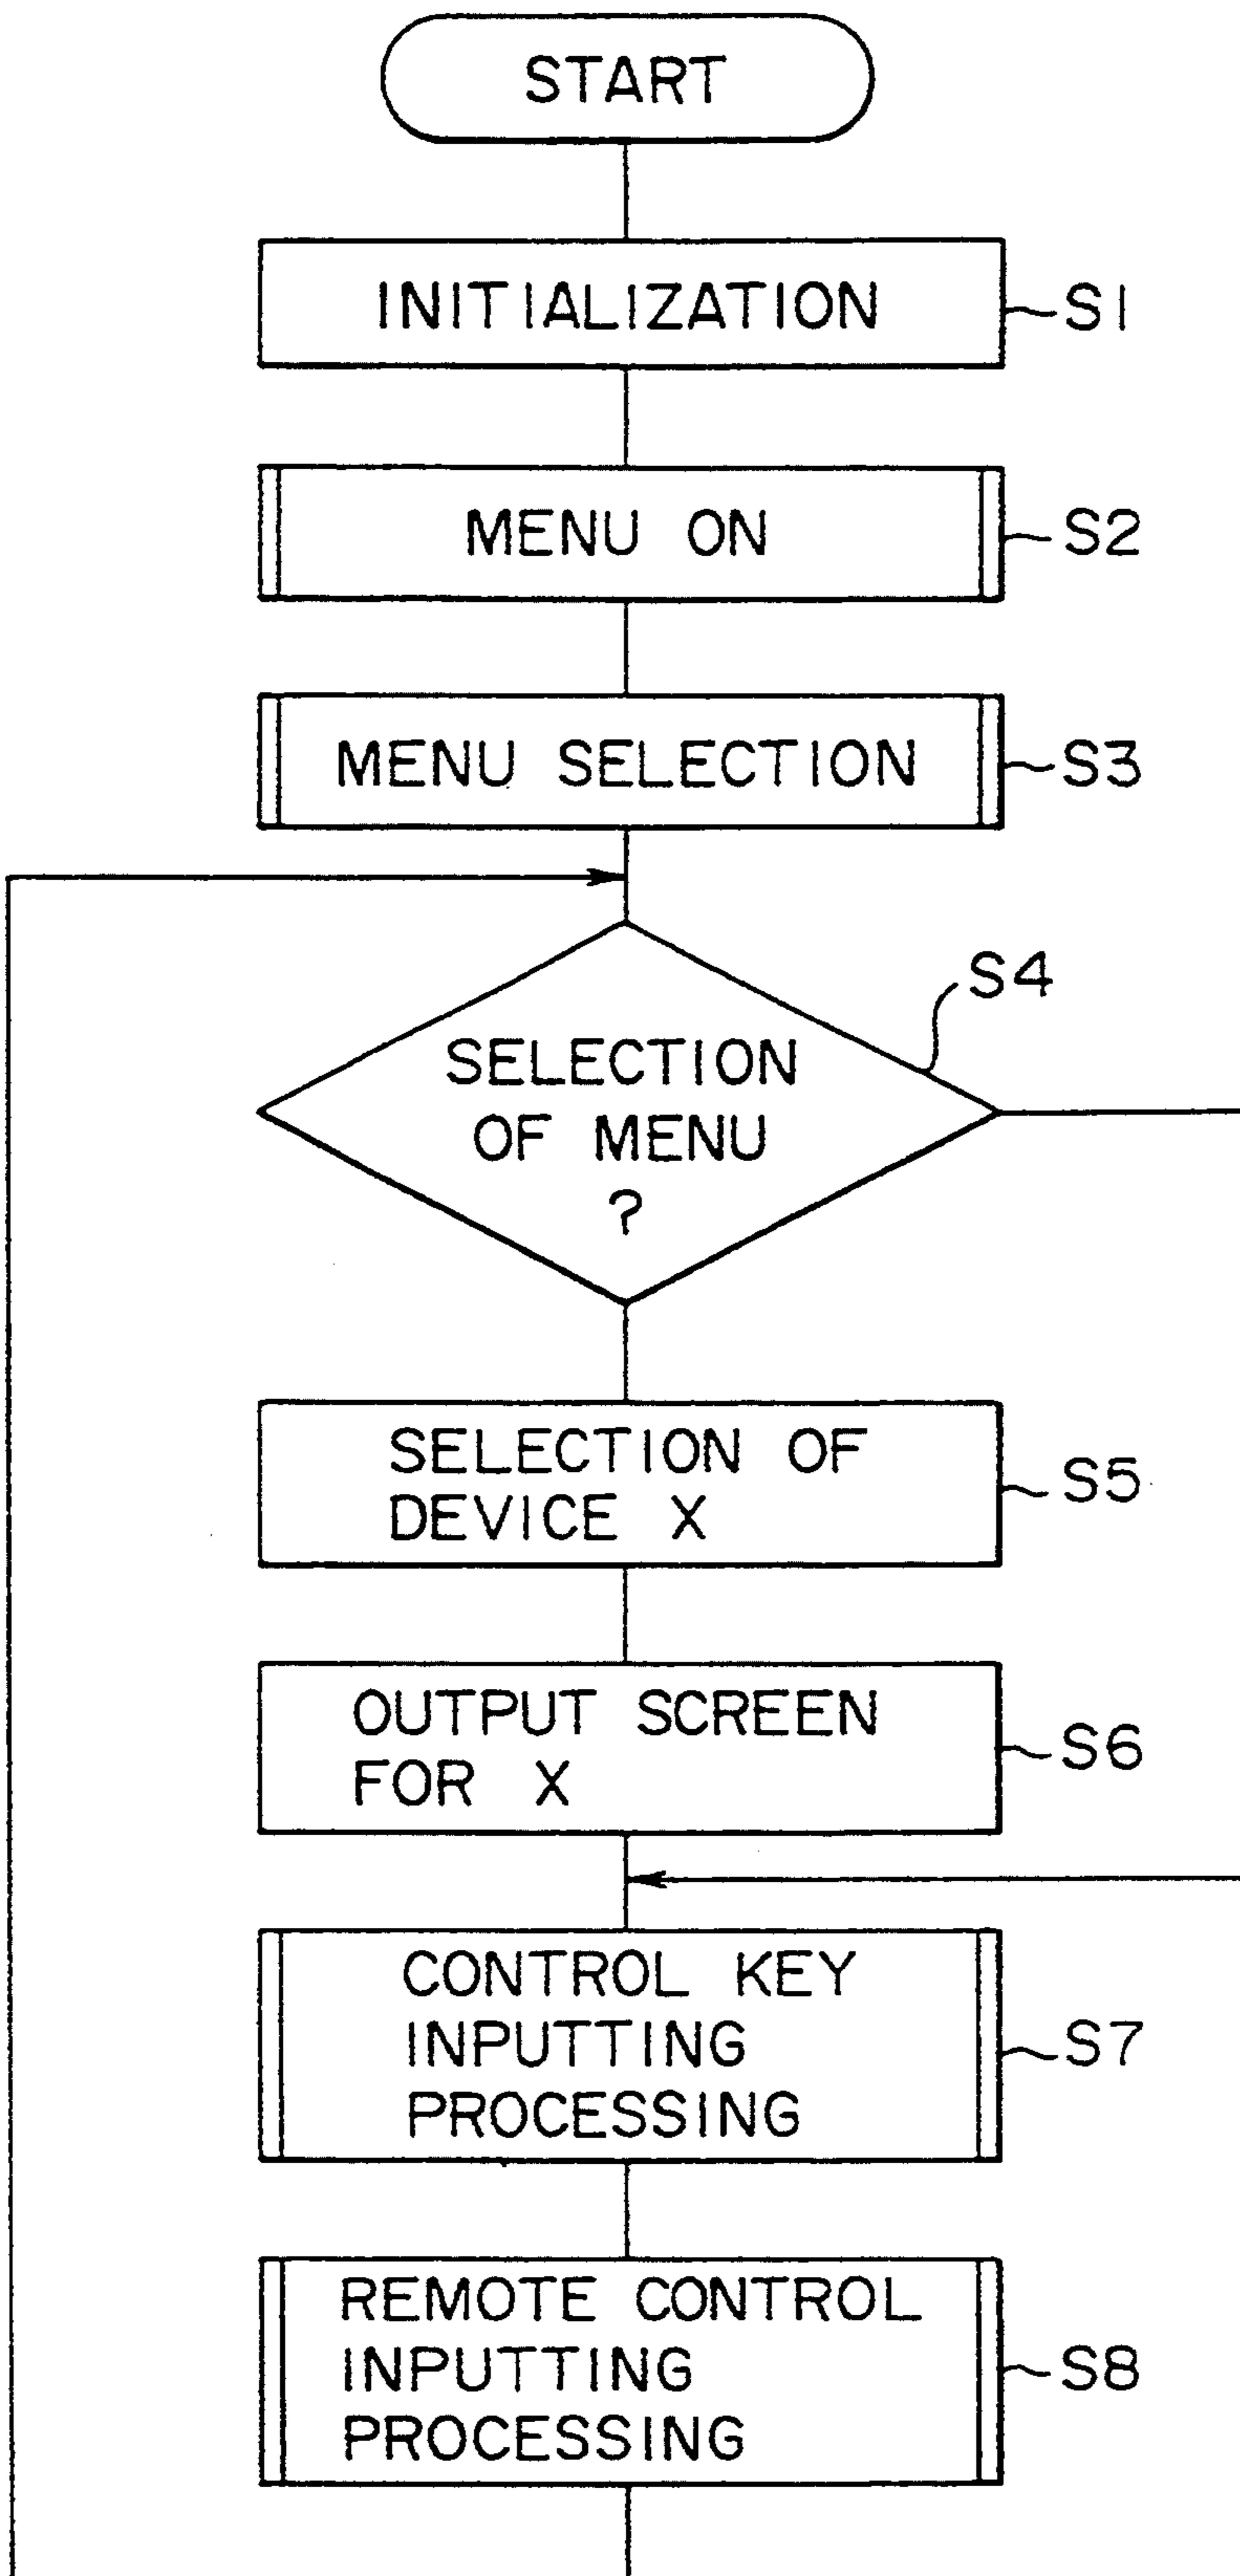 START
INITIALIZATION
S1
MENU ON
S2
MENU SELECTION
S3
S4
SELECTION
OF MENU
?
SELECTION OF
DEVICE X
S5
OUTPUT SCREEN
FOR X
S6
CONTROL KEY
INPUTTING
PROCESSING
S7
REMOTE CONTROL
INPUTTING
PROCESSING
S8